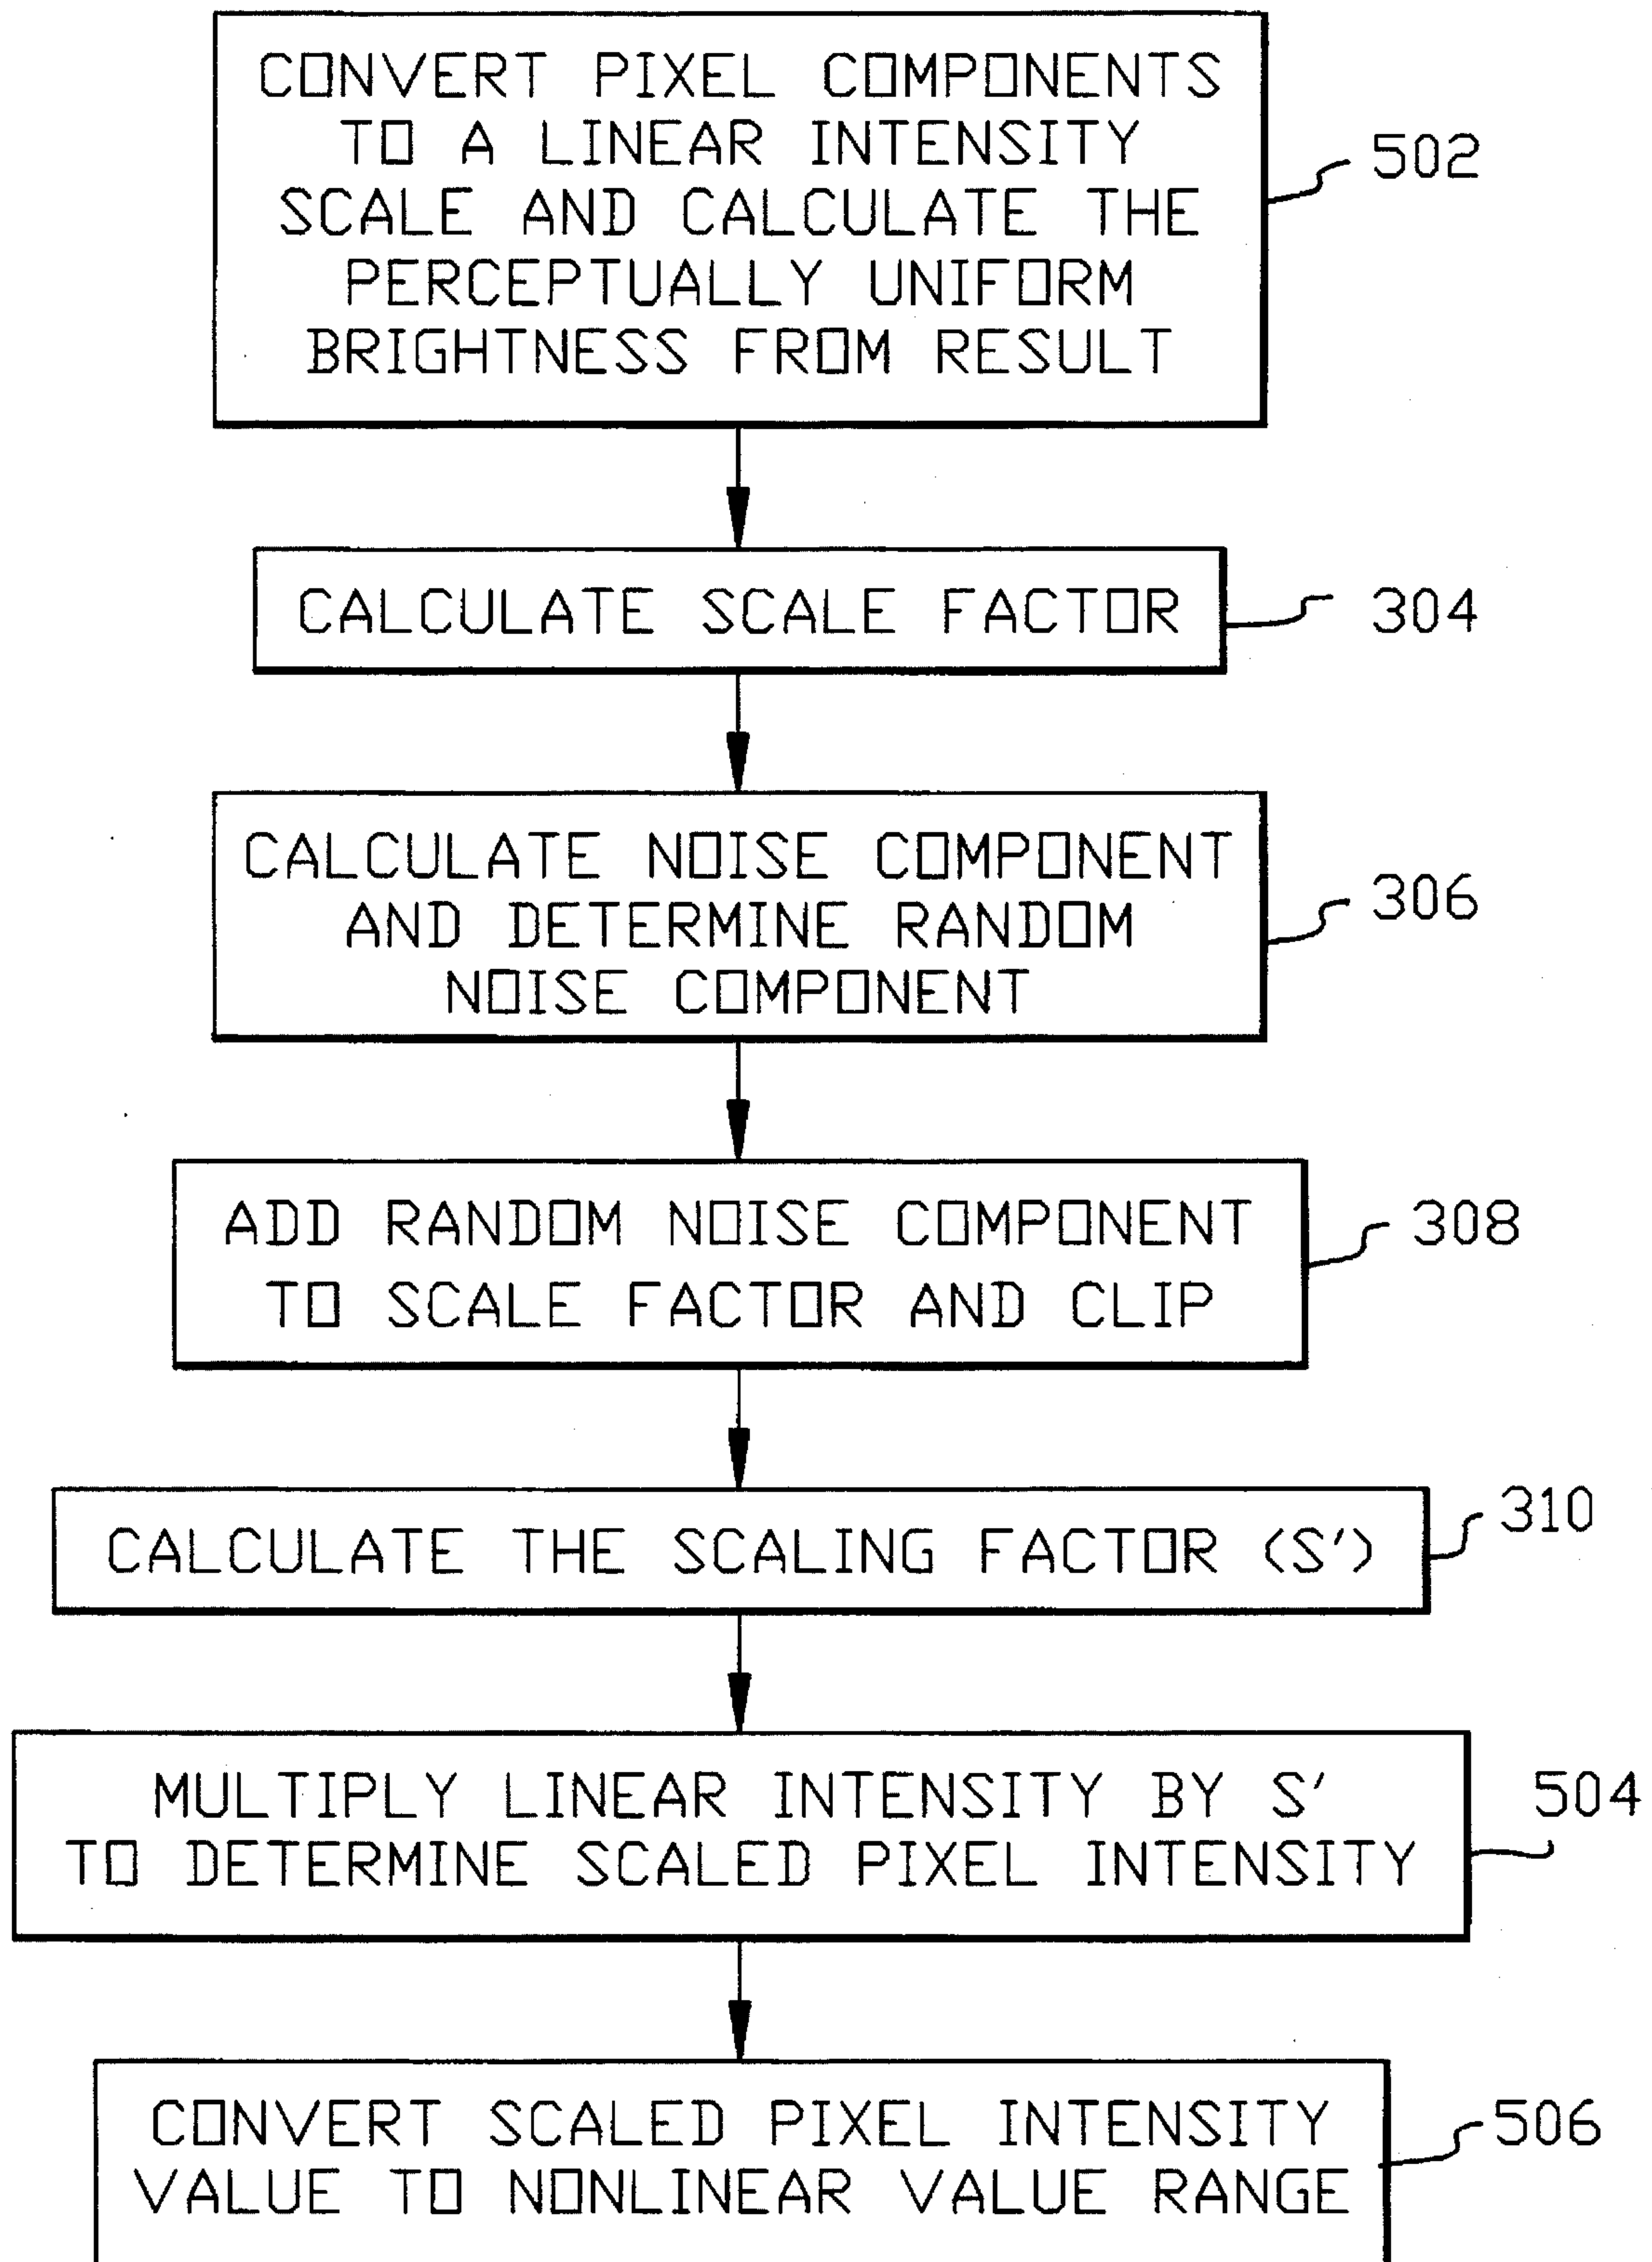 CONVERT PIXEL COMPONENTS
TO A LINEAR INTENSITY
SCALE AND CALCULATE THE
PERCEPTUALLY UNIFORM
BRIGHTNESS FROM RESULT
502
CALCULATE SCALE FACTOR
304
CALCULATE NOISE COMPONENT
AND DETERMINE RANDOM
NOISE COMPONENT
306
ADD RANDOM NOISE COMPONENT
TO SCALE FACTOR AND CLIP
308
CALCULATE THE SCALING FACTOR (S')
310
MULTIPLY LINEAR INTENSITY BY S'
TO DETERMINE SCALED PIXEL INTENSITY
504
CONVERT SCALED PIXEL INTENSITY
VALUE TO NONLINEAR VALUE RANGE
506